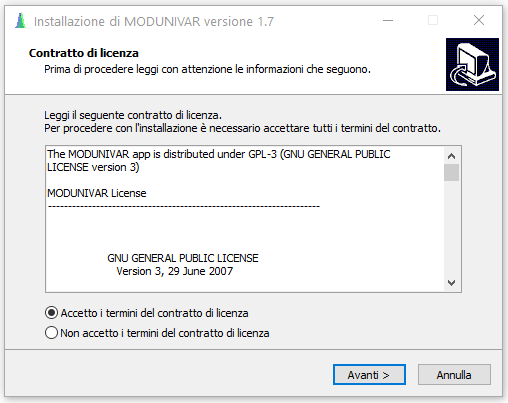 Installazione di MODUNIVAR versione 1.7
Contratto di licenza
Prima di procedere leggi con attenzione le informazioni che seguono.
Leggi il seguente contratto di licenza.
Per procedere con l'installazione è necessario accettare tutti i termini del contratto.
The MODUNIVAR app is distributed under GPL-3 (GNU GENERAL PUBLIC
LICENSE version 3)
MODUNIVAR License
--------------------------------------------------------------------
GNU GENERAL PUBLIC LICENSE
Version 3, 29 June 2007
Accetto i termini del contratto di licenza
Non accetto i termini del contratto di licenza
Avanti >
Annulla